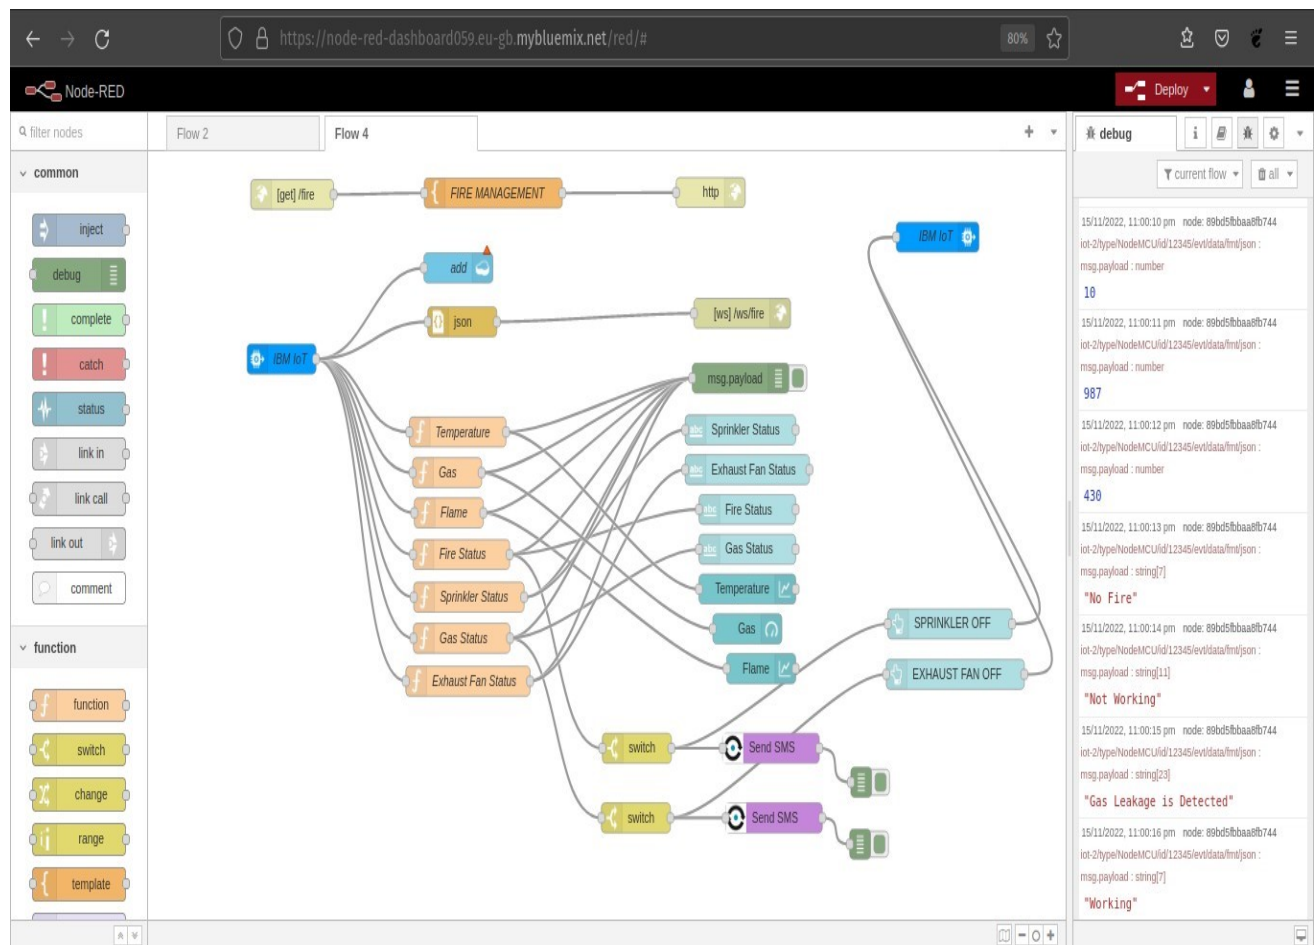 https://node-red-dashboard059.eu-gb.mybluemix.net/red/#
80%
Node-RED
Deploy
filter nodes
Flow 2
Flow 4
debug
i
common
current flow
all
inject
debug
complete
catch
status
link in
link call
link out
comment
function
function
switch
change
range
template
[get] /fire
FIRE MANAGEMENT
http
IBM IoT
add
json
[ws] /ws/fire
IBM IoT
msg.payload
Temperature
Sprinkler Status
Gas
Exhaust Fan Status
Flame
Fire Status
Fire Status
Gas Status
Sprinkler Status
Temperature
Gas Status
Gas
SPRINKLER OFF
Exhaust Fan Status
Flame
EXHAUST FAN OFF
switch
Send SMS
switch
Send SMS
15/11/2022, 11:00:10 pm node: 89bd5fbbaa8fb744
iot-2/type/NodeMCU/id/12345/evt/data/fmt/json :
msg.payload : number
10
15/11/2022, 11:00:11 pm node: 89bd5fbbaa8fb744
iot-2/type/NodeMCU/id/12345/evt/data/fmt/json :
msg.payload : number
987
15/11/2022, 11:00:12 pm node: 89bd5fbbaa8fb744
iot-2/type/NodeMCU/id/12345/evt/data/fmt/json :
msg.payload : number
430
15/11/2022, 11:00:13 pm node: 89bd5fbbaa8fb744
iot-2/type/NodeMCU/id/12345/evt/data/fmt/json :
msg.payload : string[7]
"No Fire"
15/11/2022, 11:00:14 pm node: 89bd5fbbaa8fb744
iot-2/type/NodeMCU/id/12345/evt/data/fmt/json :
msg.payload : string[11]
"Not Working"
15/11/2022, 11:00:15 pm node: 89bd5fbbaa8fb744
iot-2/type/NodeMCU/id/12345/evt/data/fmt/json :
msg.payload : string[23]
"Gas Leakage is Detected"
15/11/2022, 11:00:16 pm node: 89bd5fbbaa8fb744
iot-2/type/NodeMCU/id/12345/evt/data/fmt/json :
msg.payload : string[7]
"Working"